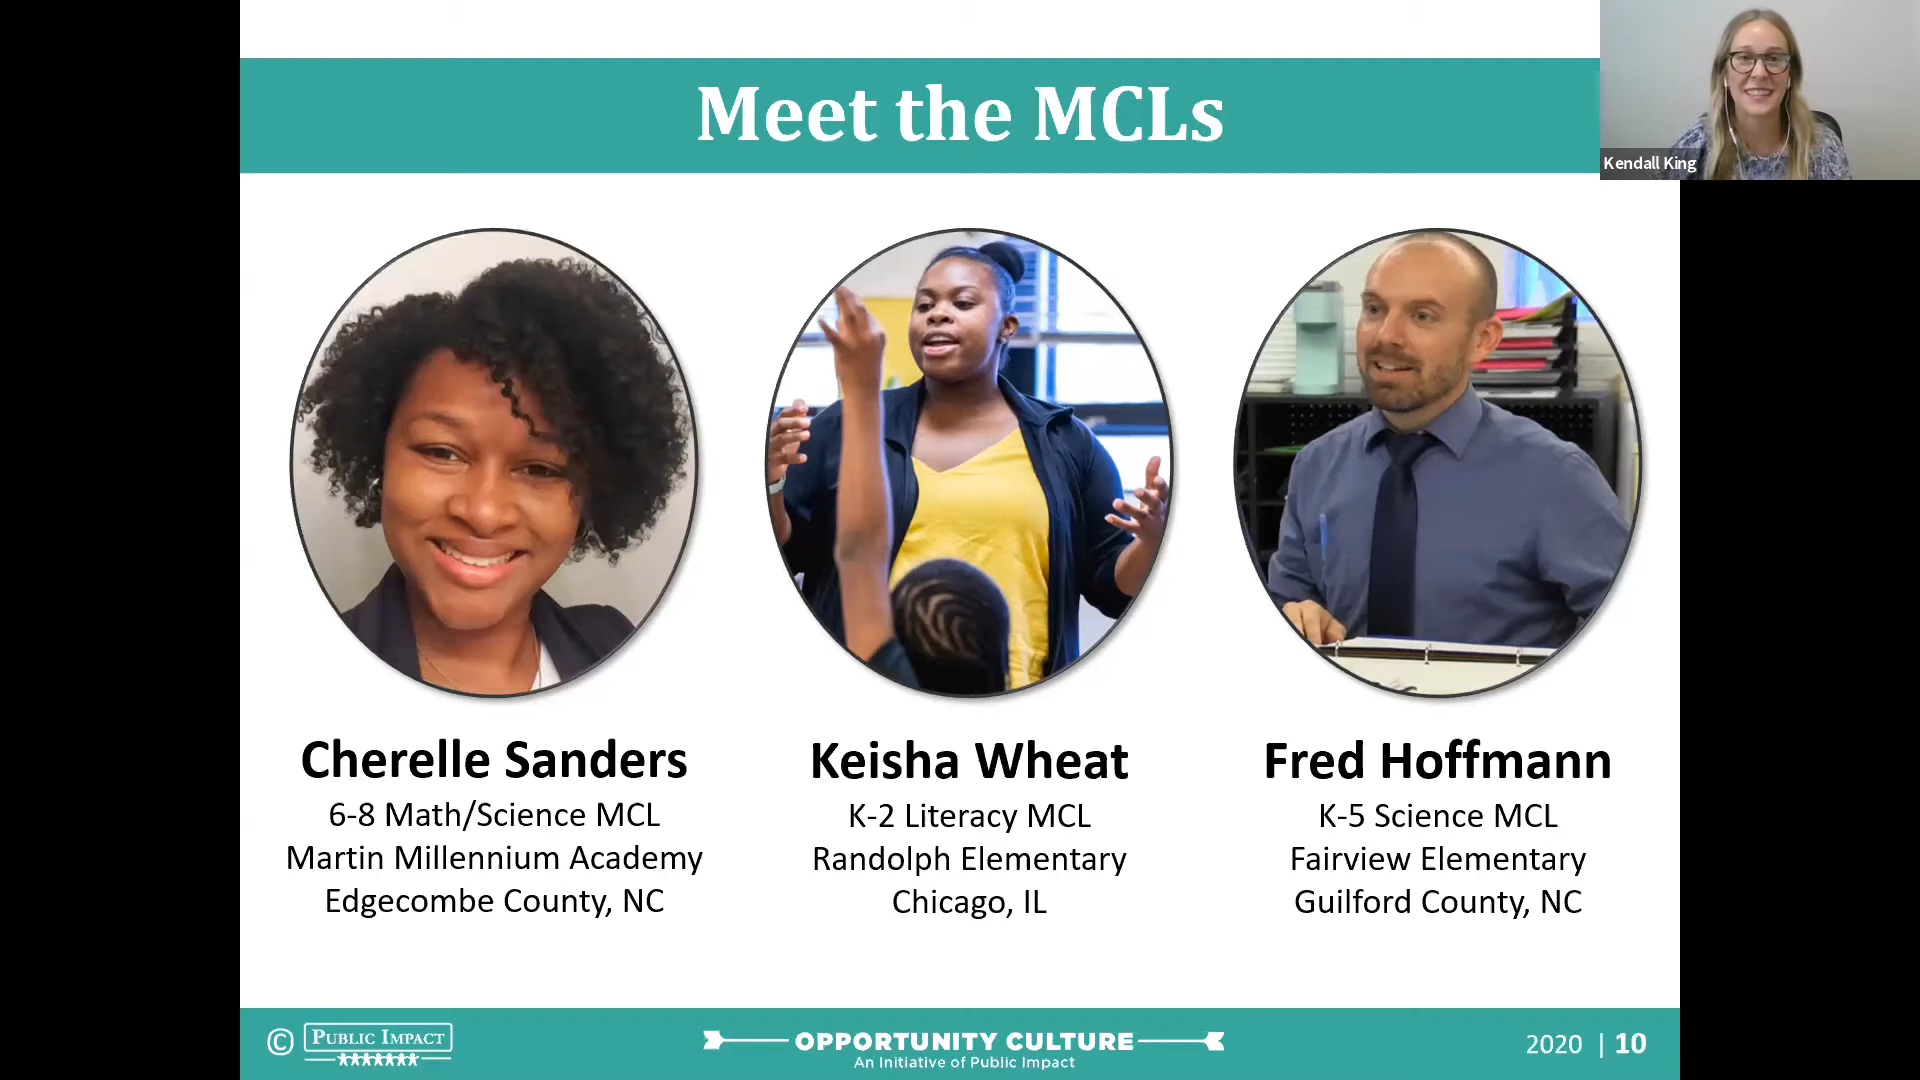 Meet the MCLs
Kendall King
Cherelle Sanders
6-8 Math/Science MCL
Martin Millennium Academy
Edgecombe County, NC
Keisha Wheat
K-2 Literacy MCL
Randolph Elementary
Chicago, IL
Fred Hoffmann
K-5 Science MCL
Fairview Elementary
Guilford County, NC
© PUBLIC IMPACT
OPPORTUNITY CULTURE
An Initiative of Public Impact
2020 | 10